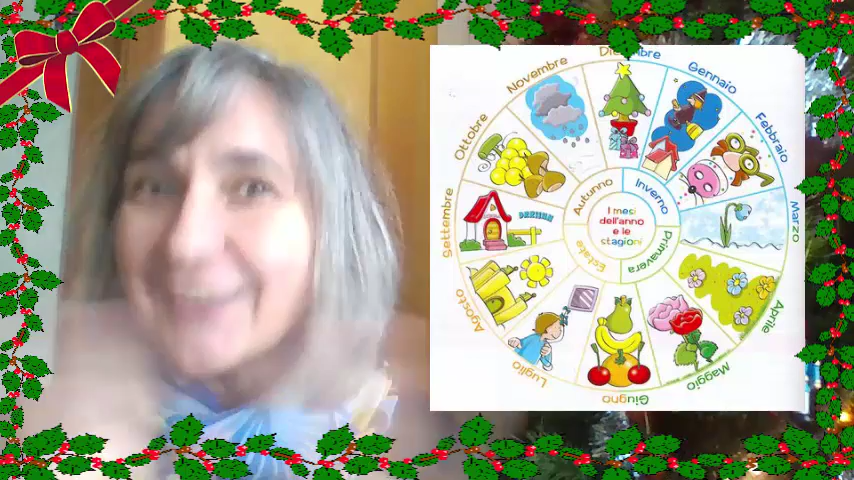 I mesi
dell'anno
e le
stagioni
Inverno
Primavera
Estate
Autunno
Gennaio
Febbraio
Marzo
Aprile
Maggio
Giugno
Luglio
Agosto
Settembre
Ottobre
Novembre